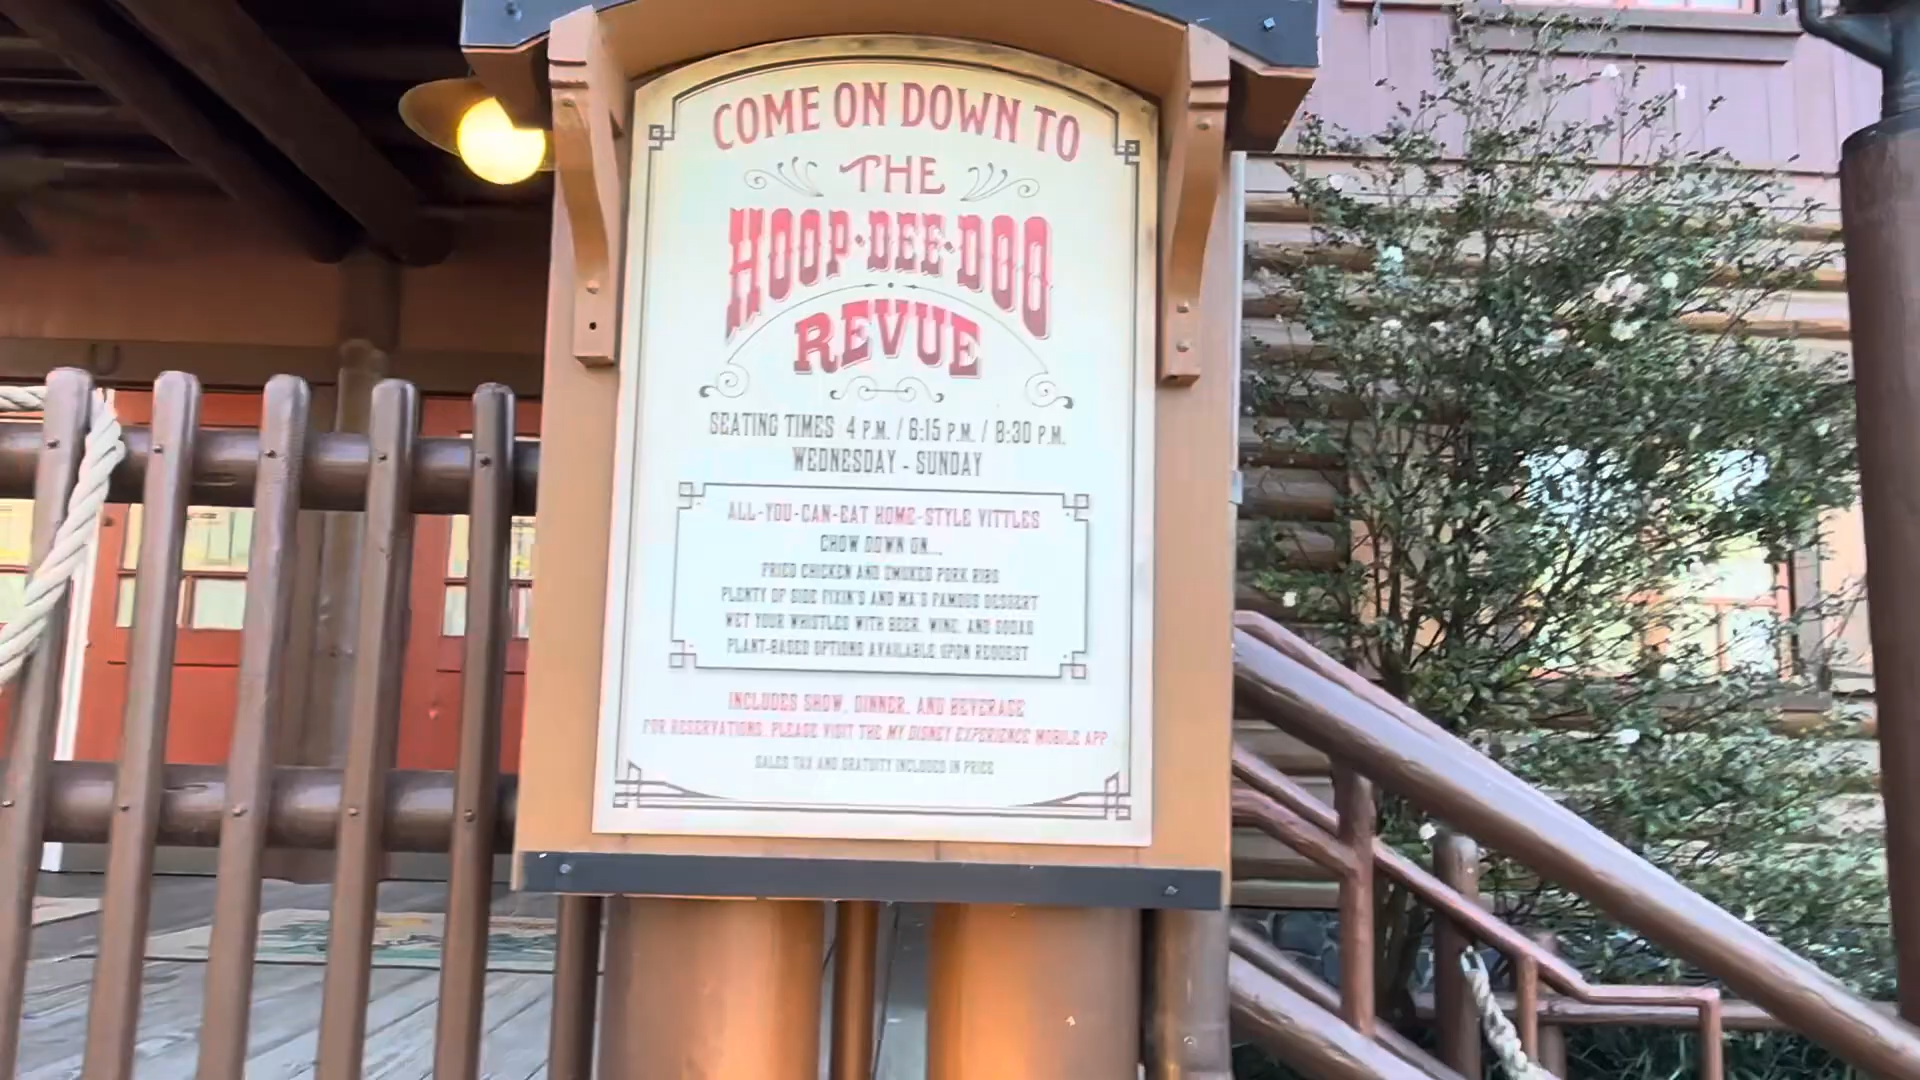 COME ON DOWN TO
THE
HOOP·DEE·DOO
REVUE
SEATING TIMES 4 P.M. / 6:15 P.M. / 8:30 P.M.
WEDNESDAY - SUNDAY
ALL-YOU-CAN-EAT HOME-STYLE VITTLES
CHOW DOWN ON...
FRIED CHICKEN AND SMOKED PORK RIBS
PLENTY OF SIDE FIXIN'S AND MA'S FAMOUS DESSERT
WET YOUR WHISTLES WITH BEER, WINE, AND SODAS
PLANT-BASED OPTIONS AVAILABLE UPON REQUEST
INCLUDES SHOW, DINNER, AND BEVERAGE
FOR RESERVATIONS, PLEASE VISIT THE MY DISNEY EXPERIENCE MOBILE APP
SALES TAX AND GRATUITY INCLUDED IN PRICE